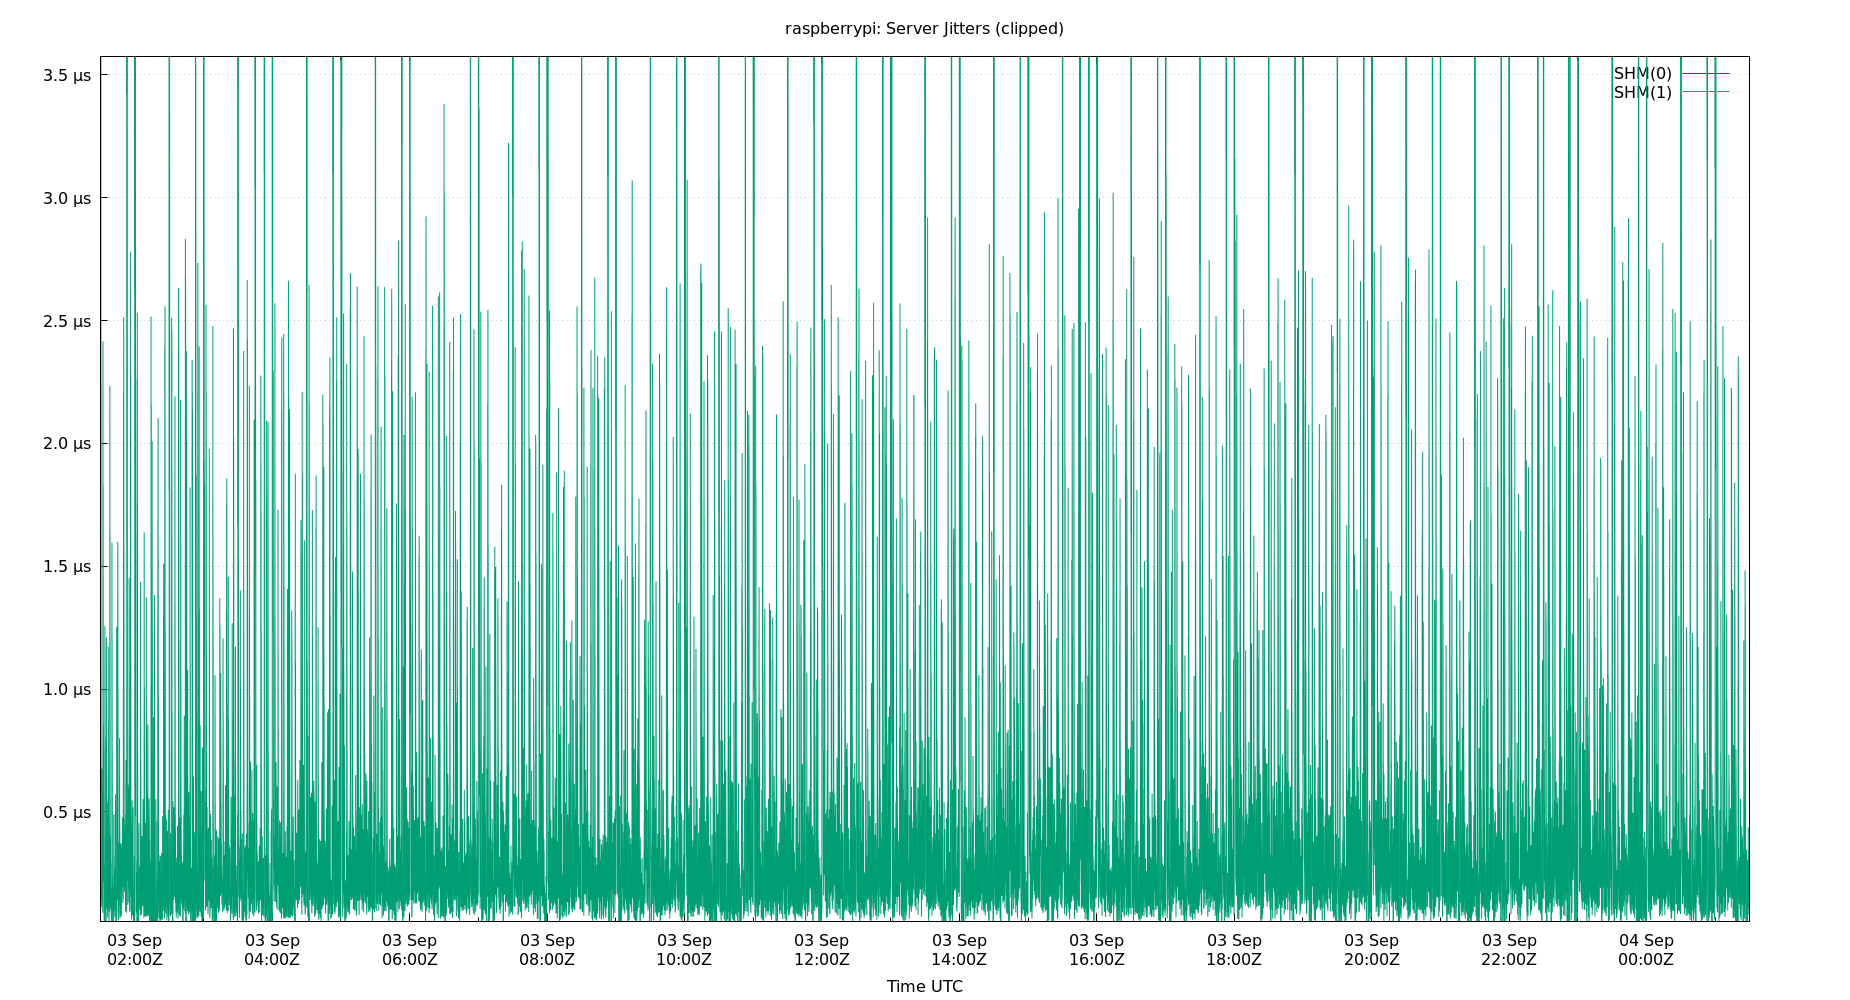 raspberrypi: Server Jitters (clipped)
SHM(0)
SHM(1)
3.5 µs
3.0 µs
2.5 µs
2.0 µs
1.5 µs
1.0 µs
0.5 µs
03 Sep 03 Sep 03 Sep 03 Sep 03 Sep 03 Sep 03 Sep 03 Sep 03 Sep 03 Sep 03 Sep 04 Sep
02:00Z 04:00Z 06:00Z 08:00Z 10:00Z 12:00Z 14:00Z 16:00Z 18:00Z 20:00Z 22:00Z 00:00Z
Time UTC